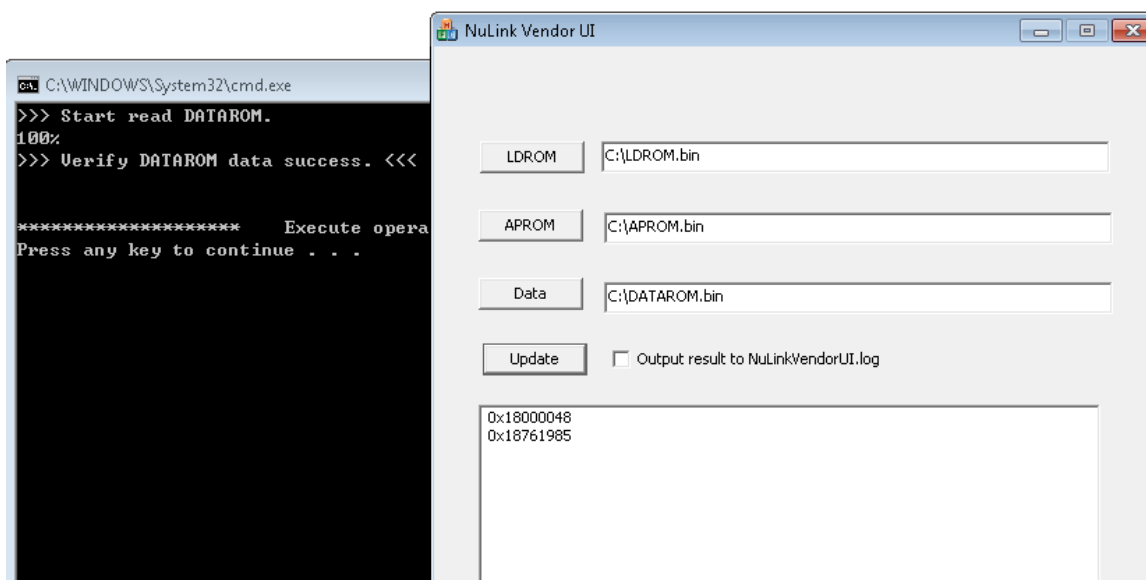 NuLink Vendor UI
C:\WINDOWS\System32\cmd.exe
>>> Start read DATAROM.
100%
>>> Verify DATAROM data success. <<<
******************** Execute opera
Press any key to continue . . .
LDROM C:\LDROM.bin
APROM C:\APROM.bin
Data C:\DATAROM.bin
Update Output result to NuLinkVendorUI.log
0x18000048
0x18761985